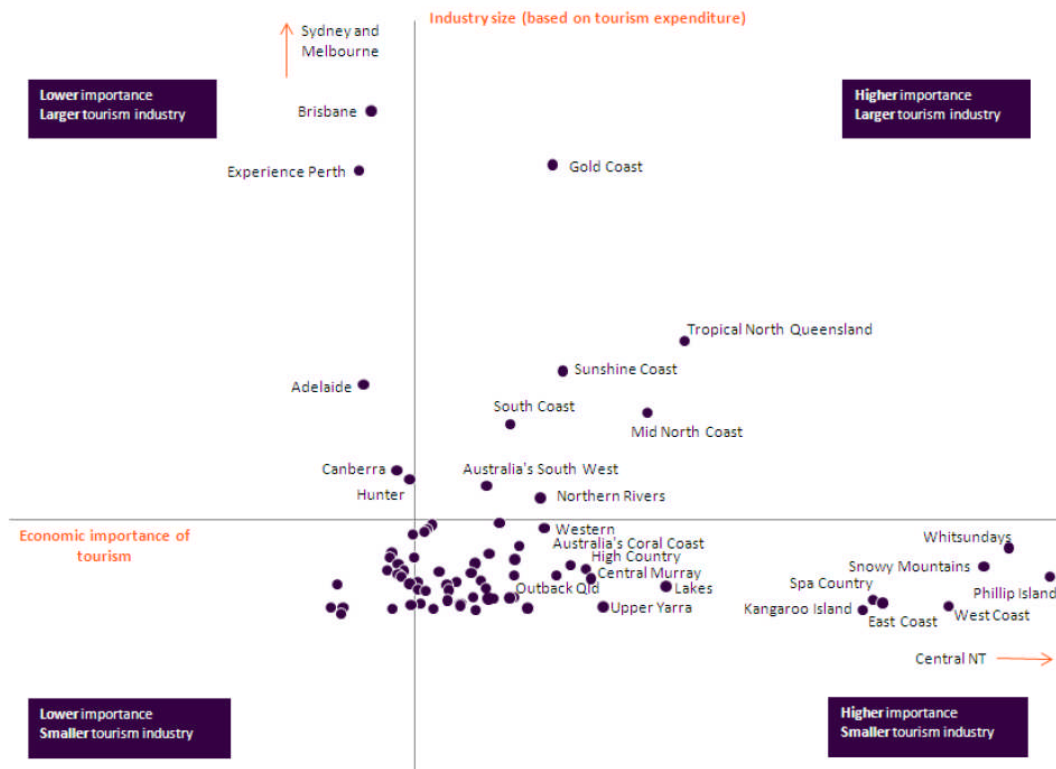 Industry size (based on tourism expenditure)
Sydney and
Melbourne
Lower importance
Larger tourism industry
Higher importance
Larger tourism industry
Brisbane
Experience Perth
Gold Coast
Tropical North Queensland
Sunshine Coast
Adelaide
South Coast
Mid North Coast
Canberra
Australia's South West
Hunter
Northern Rivers
Economic importance of
tourism
Western
Australia's Coral Coast
High Country
Central Murray
Outback Qld
Lakes
Upper Yarra
Whitsundays
Snowy Mountains
Spa Country
Phillip Island
Kangaroo Island
East Coast
West Coast
Central NT
Lower importance
Smaller tourism industry
Higher importance
Smaller tourism industry